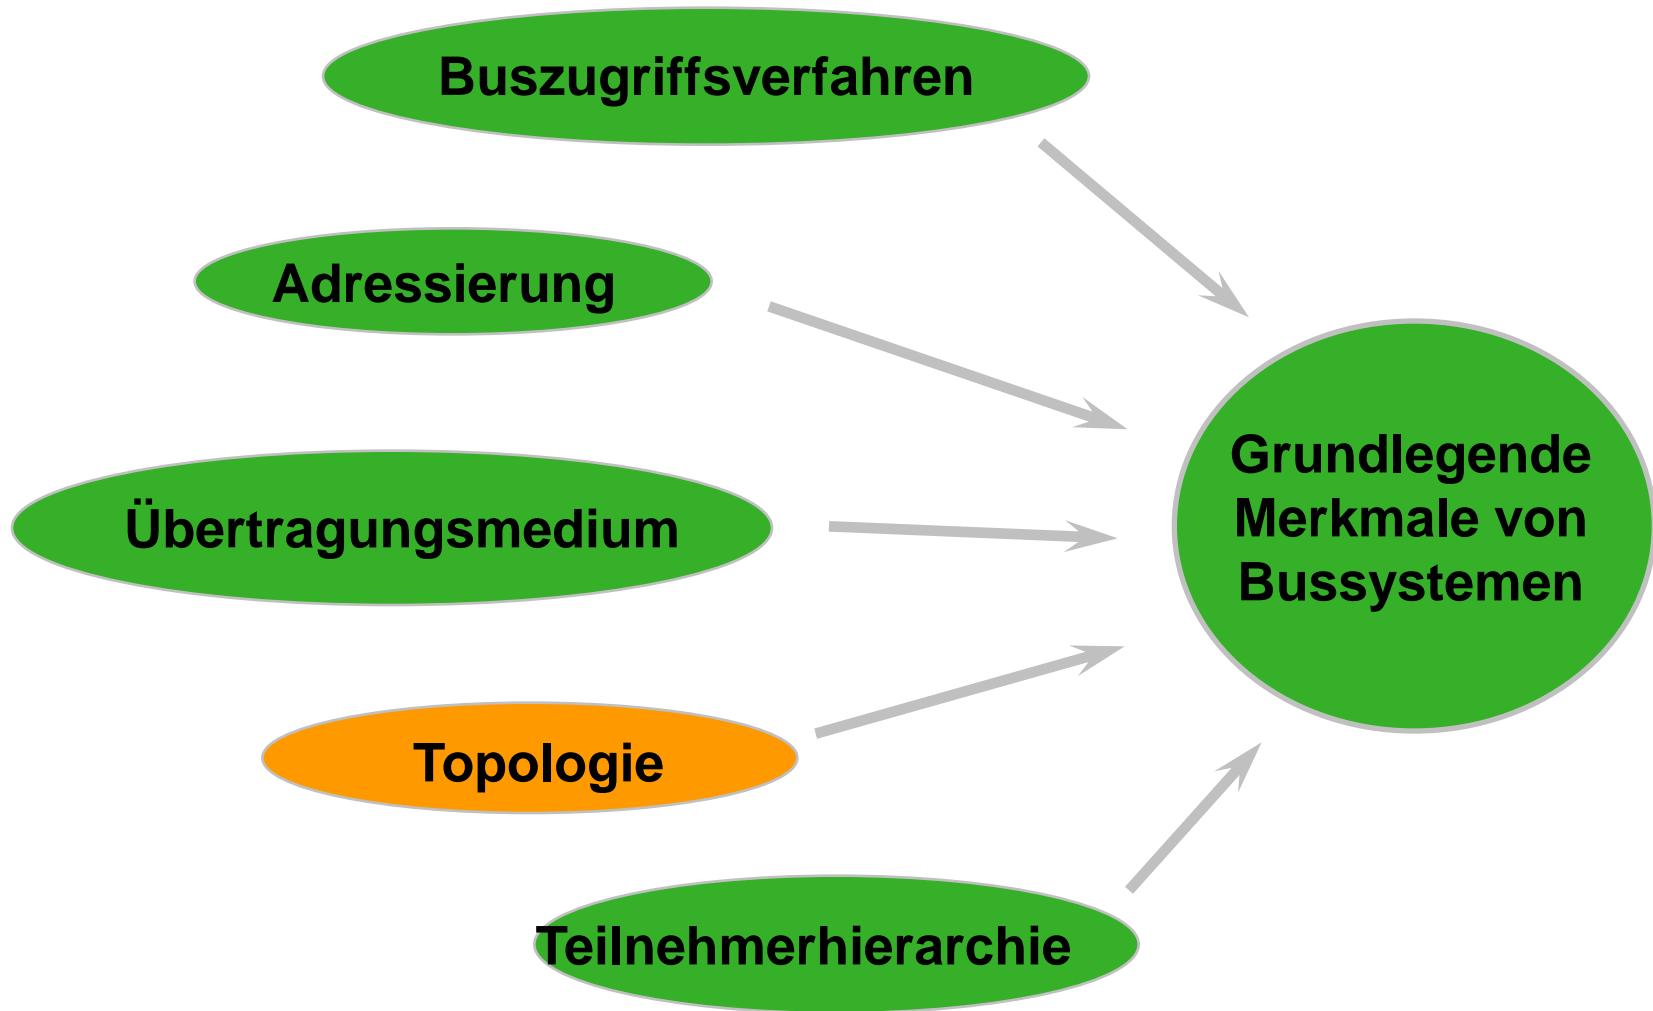 Buszugriffsverfahren
Adressierung
Übertragungsmedium
Topologie
Teilnehmerhierarchie
Grundlegende
Merkmale von
Bussystemen